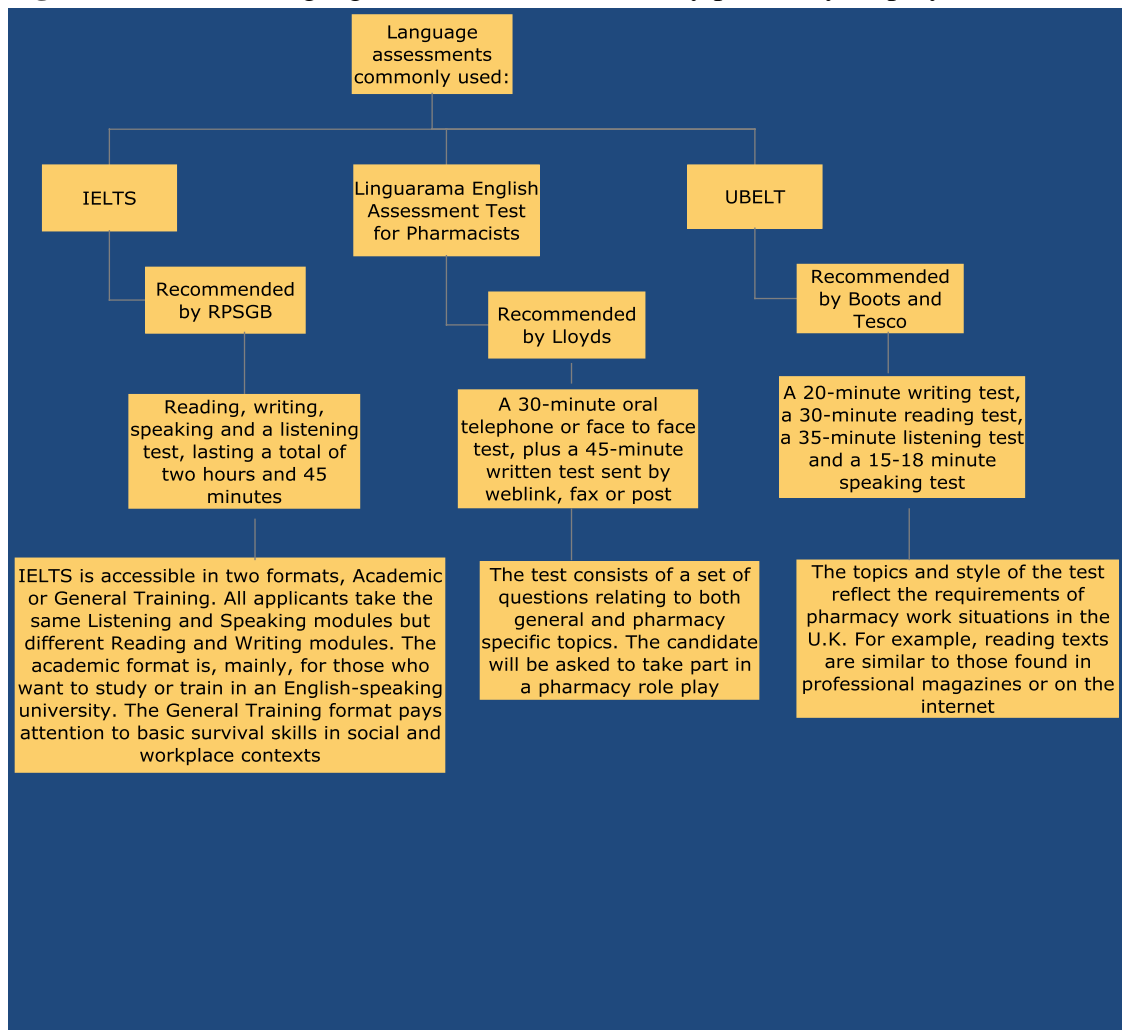 Language
assessments
commonly used:
IELTS
Recommended
by RPSGB
Reading, writing,
speaking and a listening
test, lasting a total of
two hours and 45
minutes
IELTS is accessible in two formats, Academic
or General Training. All applicants take the
same Listening and Speaking modules but
different Reading and Writing modules. The
academic format is, mainly, for those who
want to study or train in an English-speaking
university. The General Training format pays
attention to basic survival skills in social and
workplace contexts
Linguarama English
Assessment Test
for Pharmacists
Recommended
by Lloyds
A 30-minute oral
telephone or face to face
test, plus a 45-minute
written test sent by
weblink, fax or post
The test consists of a set of
questions relating to both
general and pharmacy
specific topics. The candidate
will be asked to take part in
a pharmacy role play
UBELT
Recommended
by Boots and
Tesco
A 20-minute writing test,
a 30-minute reading test,
a 35-minute listening test
and a 15-18 minute
speaking test
The topics and style of the test
reflect the requirements of
pharmacy work situations in the
U.K. For example, reading texts
are similar to those found in
professional magazines or on the
internet